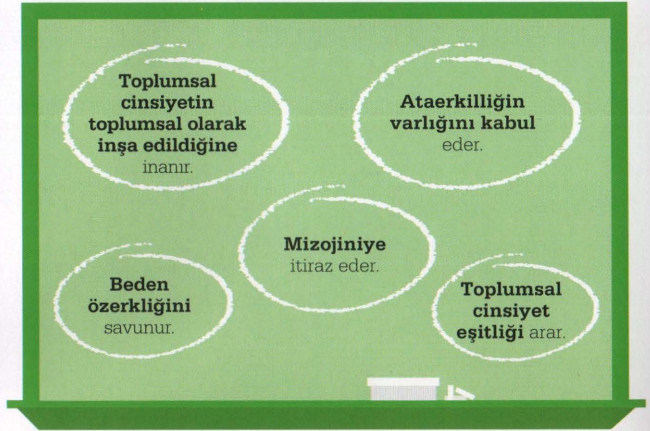 Toplumsal
cinsiyetin
toplumsal olarak
inşa edildiğine
inanır.
Ataerkilliğin
varlığını kabul
eder.
Mizojiniye
itiraz eder.
Beden
özerkliğini
savunur.
Toplumsal
cinsiyet
eşitliği arar.